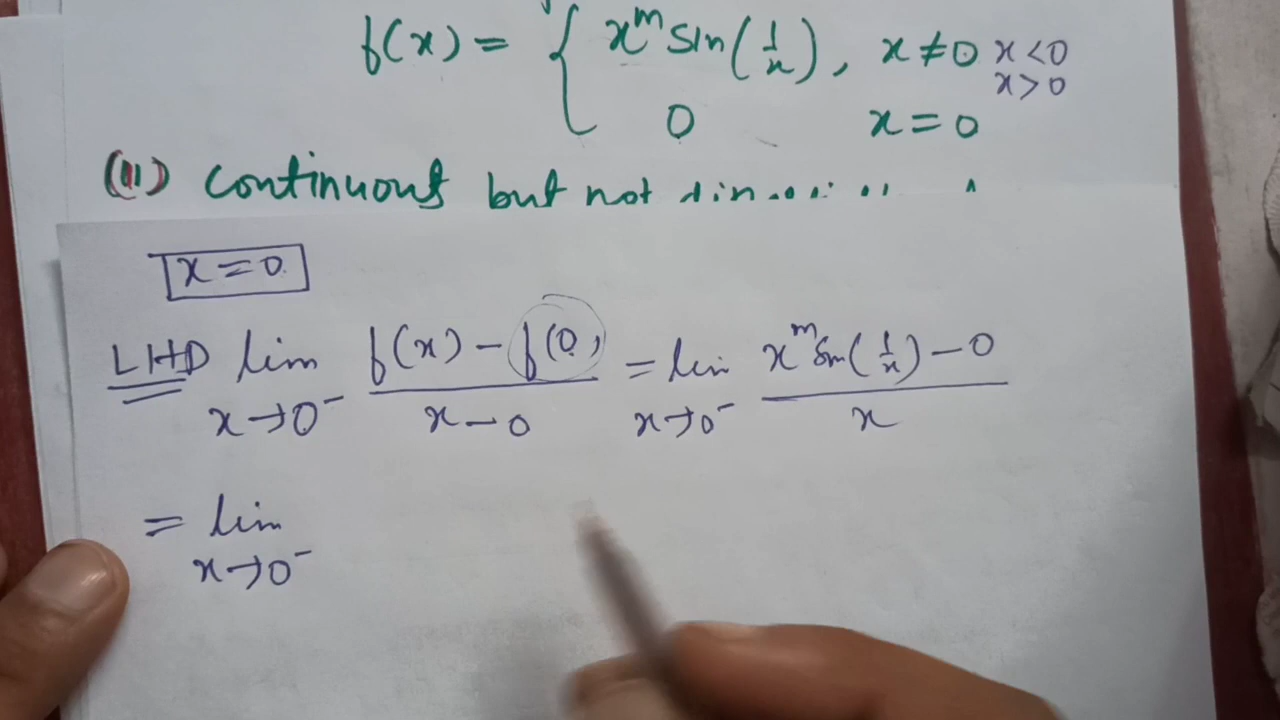 f(x) = { x^m sin(1/x), x ≠ 0 x < 0
x > 0
0 x = 0
(II) continuous but not
x = 0
LHD lim x→0⁻ (f(x) − f(0)) / (x − 0) = lim x→0⁻ (x^m sin(1/x) − 0) / x
= lim x→0⁻